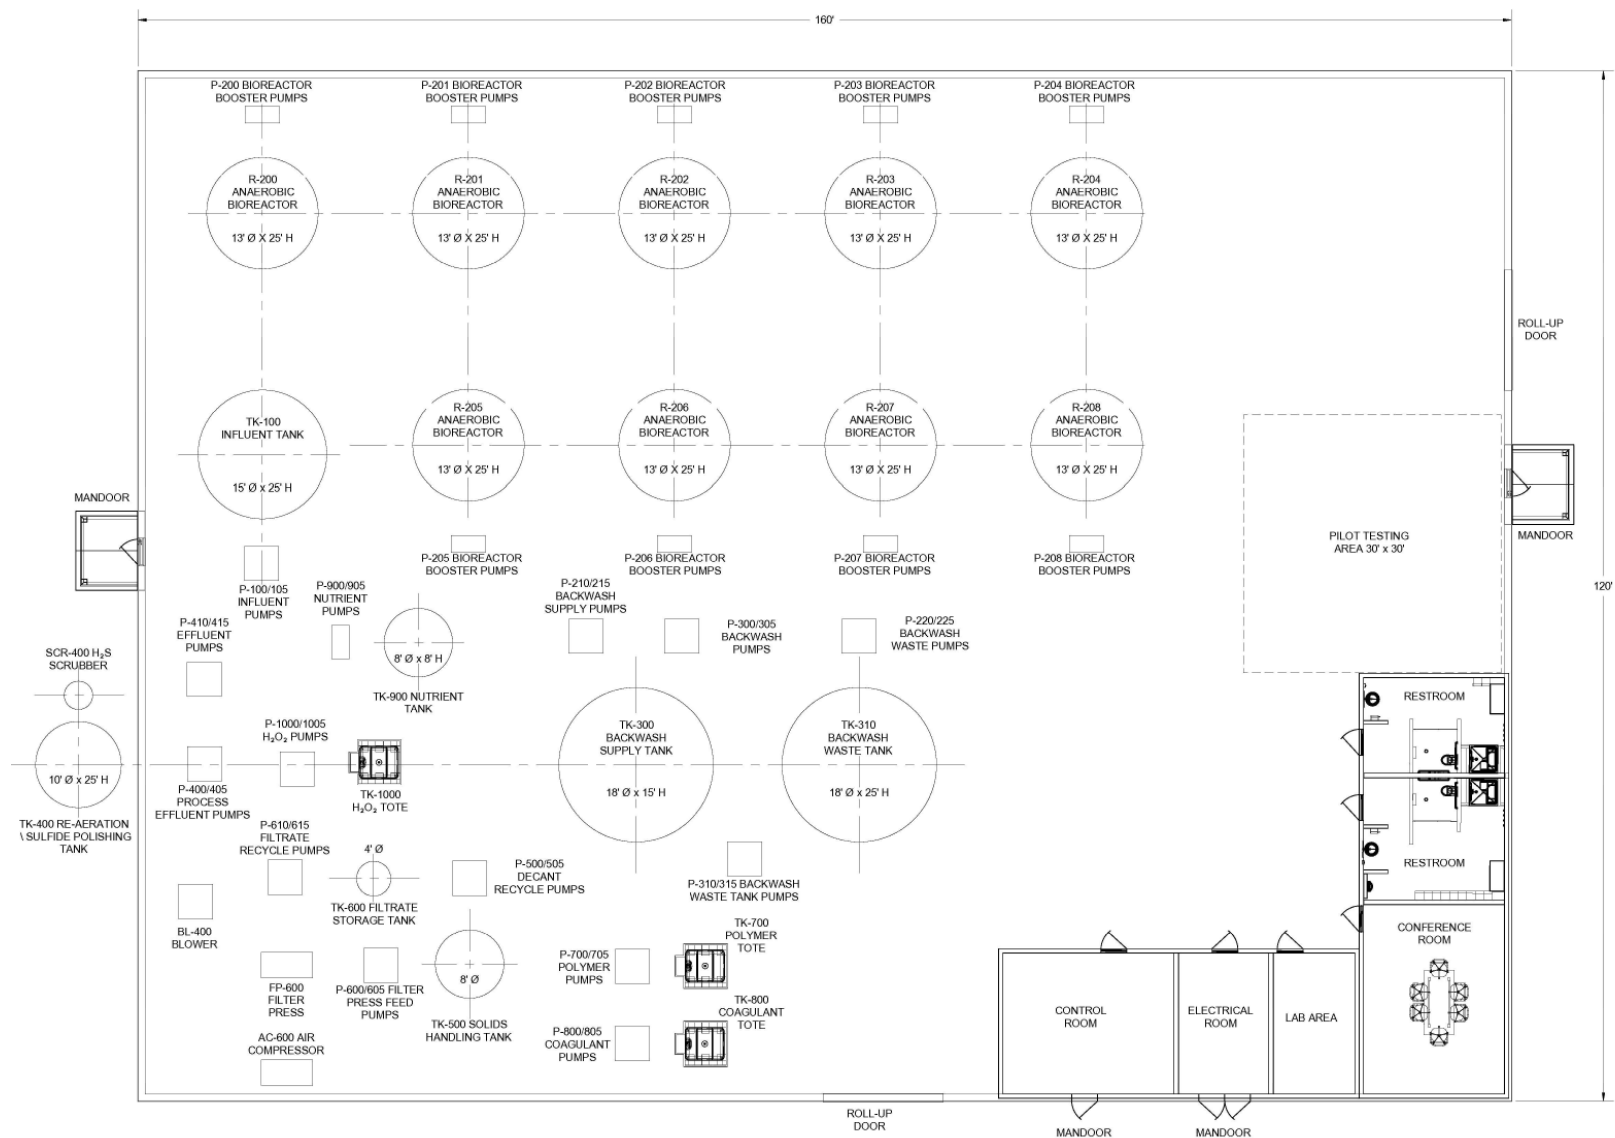 160'
P-200 BIOREACTOR
BOOSTER PUMPS
P-201 BIOREACTOR
BOOSTER PUMPS
P-202 BIOREACTOR
BOOSTER PUMPS
P-203 BIOREACTOR
BOOSTER PUMPS
P-204 BIOREACTOR
BOOSTER PUMPS
R-200
ANAEROBIC
BIOREACTOR
13' Ø X 25' H
R-201
ANAEROBIC
BIOREACTOR
13' Ø X 25' H
R-202
ANAEROBIC
BIOREACTOR
13' Ø X 25' H
R-203
ANAEROBIC
BIOREACTOR
13' Ø X 25' H
R-204
ANAEROBIC
BIOREACTOR
13' Ø X 25' H
ROLL-UP
DOOR
TK-100
INFLUENT TANK
15' Ø x 25' H
R-205
ANAEROBIC
BIOREACTOR
13' Ø X 25' H
R-206
ANAEROBIC
BIOREACTOR
13' Ø X 25' H
R-207
ANAEROBIC
BIOREACTOR
13' Ø X 25' H
R-208
ANAEROBIC
BIOREACTOR
13' Ø X 25' H
MANDOOR
PILOT TESTING
AREA 30' x 30'
MANDOOR
120'
P-205 BIOREACTOR
BOOSTER PUMPS
P-206 BIOREACTOR
BOOSTER PUMPS
P-207 BIOREACTOR
BOOSTER PUMPS
P-208 BIOREACTOR
BOOSTER PUMPS
P-100/105
INFLUENT
PUMPS
P-900/905
NUTRIENT
PUMPS
P-210/215
BACKWASH
SUPPLY PUMPS
P-300/305
BACKWASH
PUMPS
P-220/225
BACKWASH
WASTE PUMPS
P-410/415
EFFLUENT
PUMPS
SCR-400 H₂S
SCRUBBER
8' Ø x 8' H
TK-900 NUTRIENT
TANK
10' Ø x 25' H
TK-400 RE-AERATION
\ SULFIDE POLISHING
TANK
P-1000/1005
H₂O₂ PUMPS
TK-1000
H₂O₂ TOTE
P-400/405
PROCESS
EFFLUENT PUMPS
TK-300
BACKWASH
SUPPLY TANK
18' Ø x 15' H
TK-310
BACKWASH
WASTE TANK
18' Ø x 25' H
RESTROOM
RESTROOM
P-610/615
FILTRATE
RECYCLE PUMPS
4' Ø
TK-600 FILTRATE
STORAGE TANK
P-500/505
DECANT
RECYCLE PUMPS
P-310/315 BACKWASH
WASTE TANK PUMPS
BL-400
BLOWER
FP-600
FILTER
PRESS
P-600/605 FILTER
PRESS FEED
PUMPS
8' Ø
TK-500 SOLIDS
HANDLING TANK
P-700/705
POLYMER
PUMPS
TK-700
POLYMER
TOTE
P-800/805
COAGULANT
PUMPS
TK-800
COAGULANT
TOTE
CONFERENCE
ROOM
CONTROL
ROOM
ELECTRICAL
ROOM
LAB AREA
AC-600 AIR
COMPRESSOR
ROLL-UP
DOOR
MANDOOR
MANDOOR